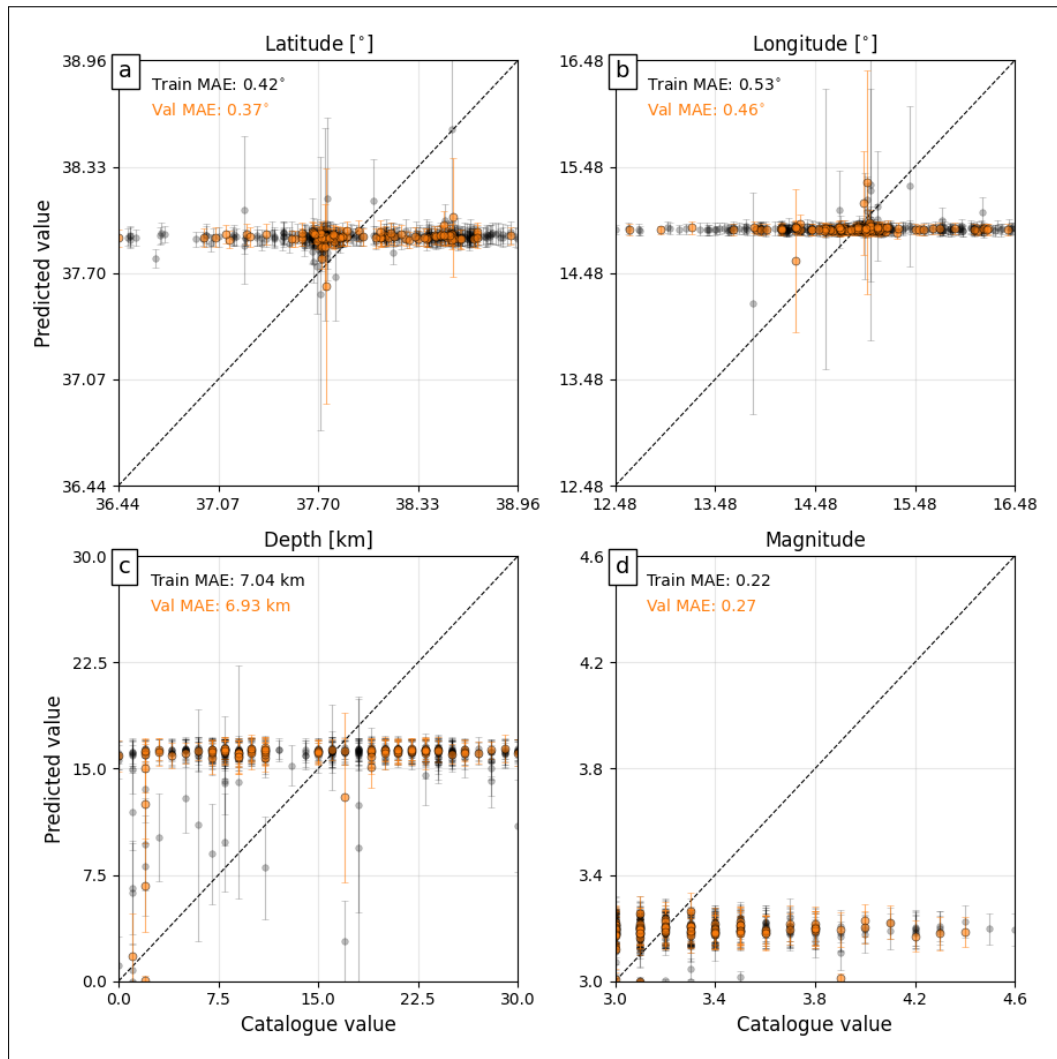 Latitude [°]
a
Train MAE: 0.42°
Val MAE: 0.37°
38.96
38.33
37.70
37.07
36.44
36.44 37.07 37.70 38.33 38.96
Predicted value
Longitude [°]
b
Train MAE: 0.53°
Val MAE: 0.46°
16.48
15.48
14.48
13.48
12.48
12.48 13.48 14.48 15.48 16.48
Depth [km]
c
Train MAE: 7.04 km
Val MAE: 6.93 km
30.0
22.5
15.0
7.5
0.0
0.0 7.5 15.0 22.5 30.0
Predicted value
Catalogue value
Magnitude
d
Train MAE: 0.22
Val MAE: 0.27
4.6
4.2
3.8
3.4
3.0
3.0 3.4 3.8 4.2 4.6
Catalogue value